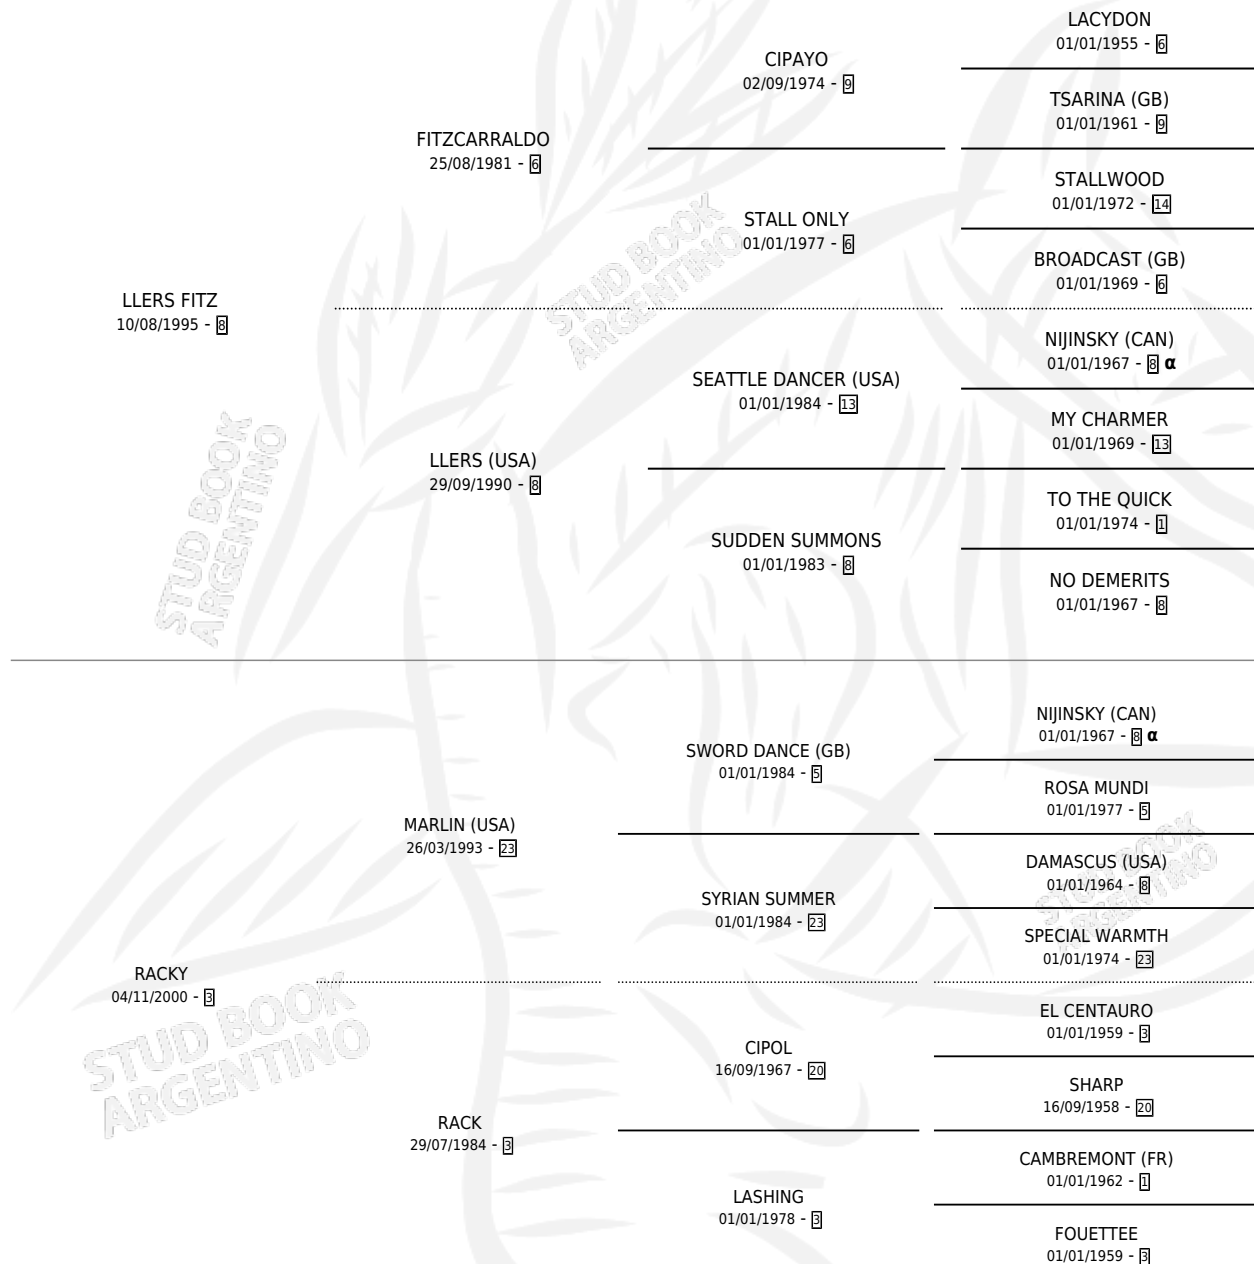 LACYDON
01/01/1955 - 6
CIPAYO
02/09/1974 - 9
TSARINA (GB)
01/01/1961 - 9
FITZCARRALDO
25/08/1981 - 6
STALLWOOD
01/01/1972 - 14
STALL ONLY
01/01/1977 - 6
BROADCAST (GB)
01/01/1969 - 6
LLERS FITZ
10/08/1995 - 8
NIJINSKY (CAN)
01/01/1967 - 8 α
SEATTLE DANCER (USA)
01/01/1984 - 13
MY CHARMER
01/01/1969 - 13
LLERS (USA)
29/09/1990 - 8
TO THE QUICK
01/01/1974 - 1
SUDDEN SUMMONS
01/01/1983 - 8
NO DEMERITS
01/01/1967 - 8
NIJINSKY (CAN)
01/01/1967 - 8 α
SWORD DANCE (GB)
01/01/1984 - 5
ROSA MUNDI
01/01/1977 - 5
MARLIN (USA)
26/03/1993 - 23
DAMASCUS (USA)
01/01/1964 - 8
SYRIAN SUMMER
01/01/1984 - 23
SPECIAL WARMTH
01/01/1974 - 23
RACKY
04/11/2000 - 3
EL CENTAURO
01/01/1959 - 3
CIPOL
16/09/1967 - 20
SHARP
16/09/1958 - 20
RACK
29/07/1984 - 3
CAMBREMONT (FR)
01/01/1962 - 1
LASHING
01/01/1978 - 3
FOUETTEE
01/01/1959 - 3
STUD BOOK
ARGENTINO
STUD BOOK
ARGENTINO
STUD BOOK
ARGENTINO
STUD BOOK
ARGENTINO